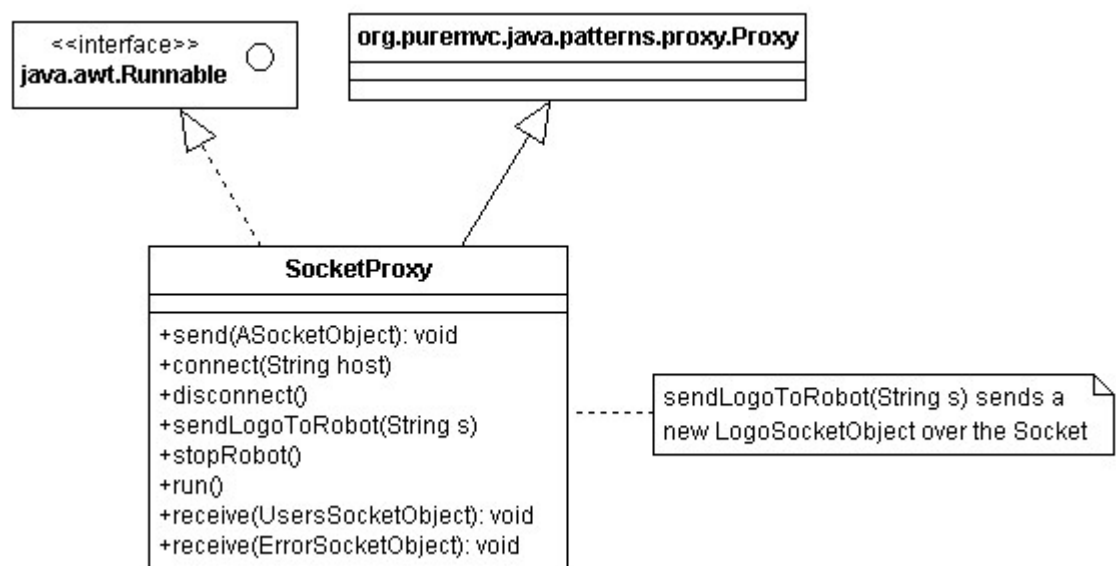 <<interface>>
java.awt.Runnable
org.puremvc.java.patterns.proxy.Proxy
SocketProxy
+send(ASocketObject): void
+connect(String host)
+disconnect()
+sendLogoToRobot(String s)
+stopRobot()
+run()
+receive(UsersSocketObject): void
+receive(ErrorSocketObject): void
sendLogoToRobot(String s) sends a
new LogoSocketObject over the Socket